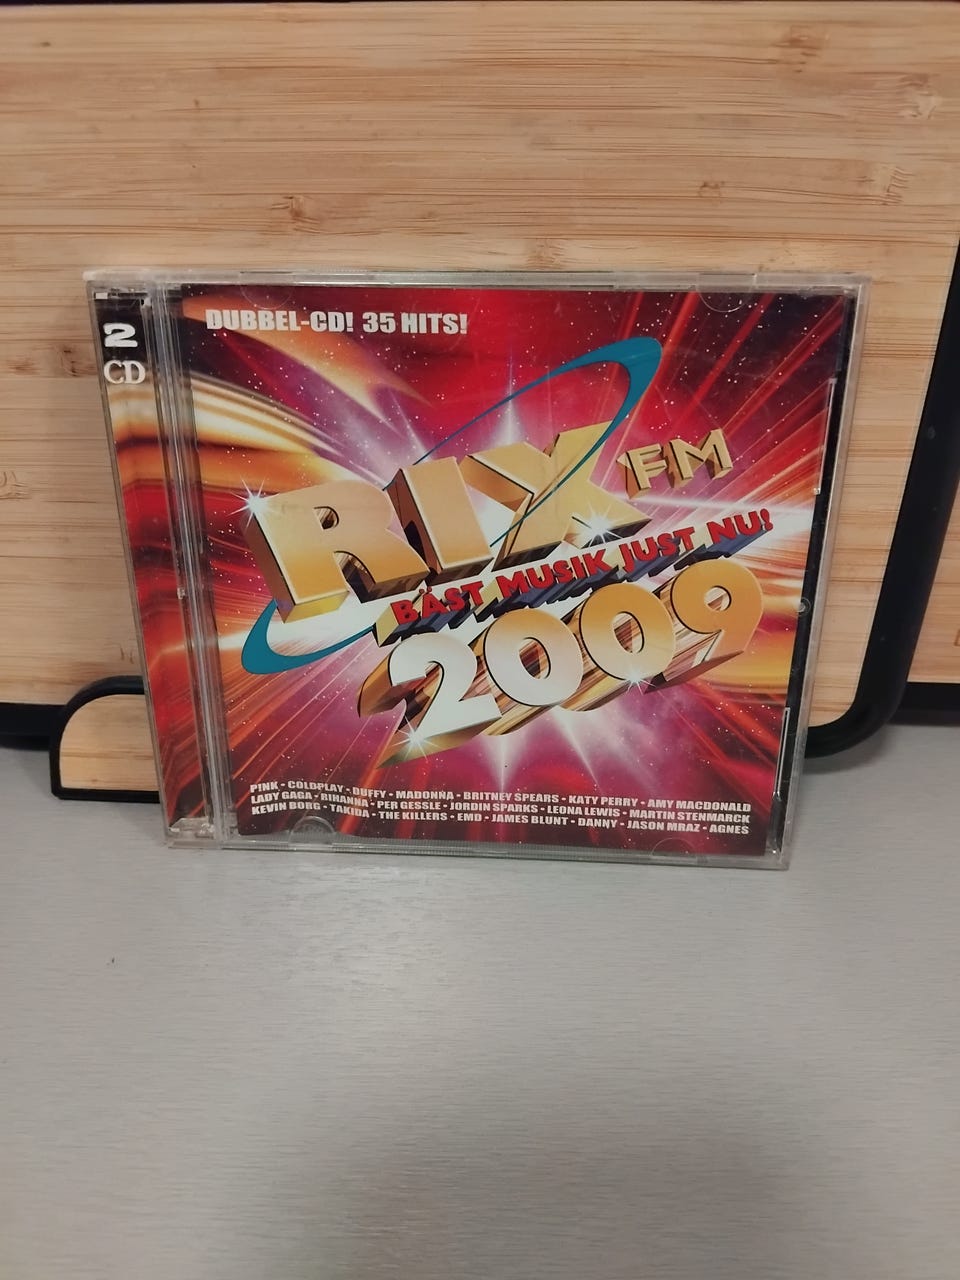 DUBBEL-CD! 35 HITS!
2
CD
RIX FM
BÄST MUSIK JUST NU!
2009
P!NK - COLDPLAY - DUFFY - MADONNA - BRITNEY SPEARS - KATY PERRY - AMY MACDONALD
LADY GAGA - RIHANNA - PER GESSLE - JORDIN SPARKS - LEONA LEWIS - MARTIN STENMARCK
KEVIN BORG - TAKIDA - THE KILLERS - EMD - JAMES BLUNT - DANNY - JASON MRAZ - AGNES